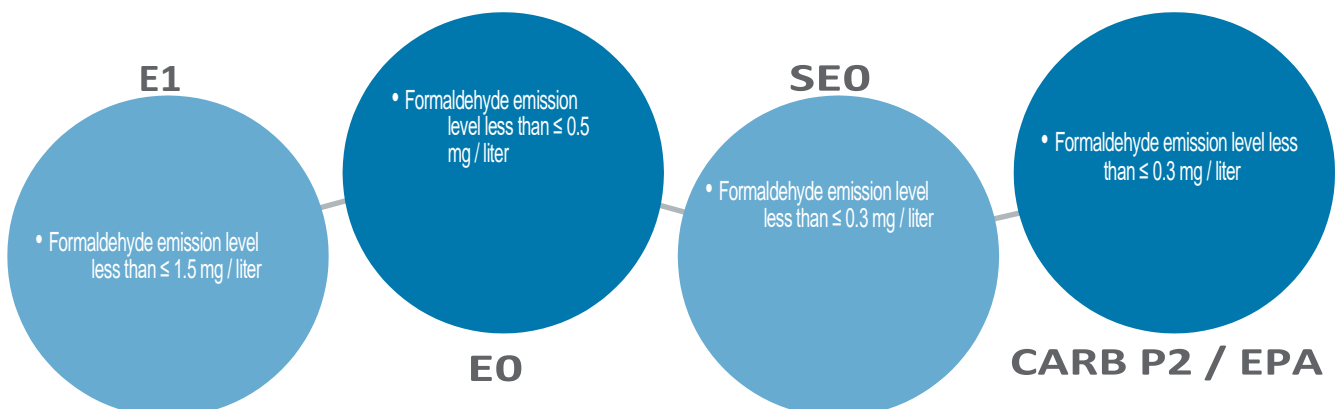 E1
• Formaldehyde emission level
less than ≤ 1.5 mg / liter
• Formaldehyde emission
level less than ≤ 0.5
mg / liter
E0
SE0
• Formaldehyde emission level
less than ≤ 0.3 mg / liter
• Formaldehyde emission level less
than ≤ 0.3 mg / liter
CARB P2 / EPA